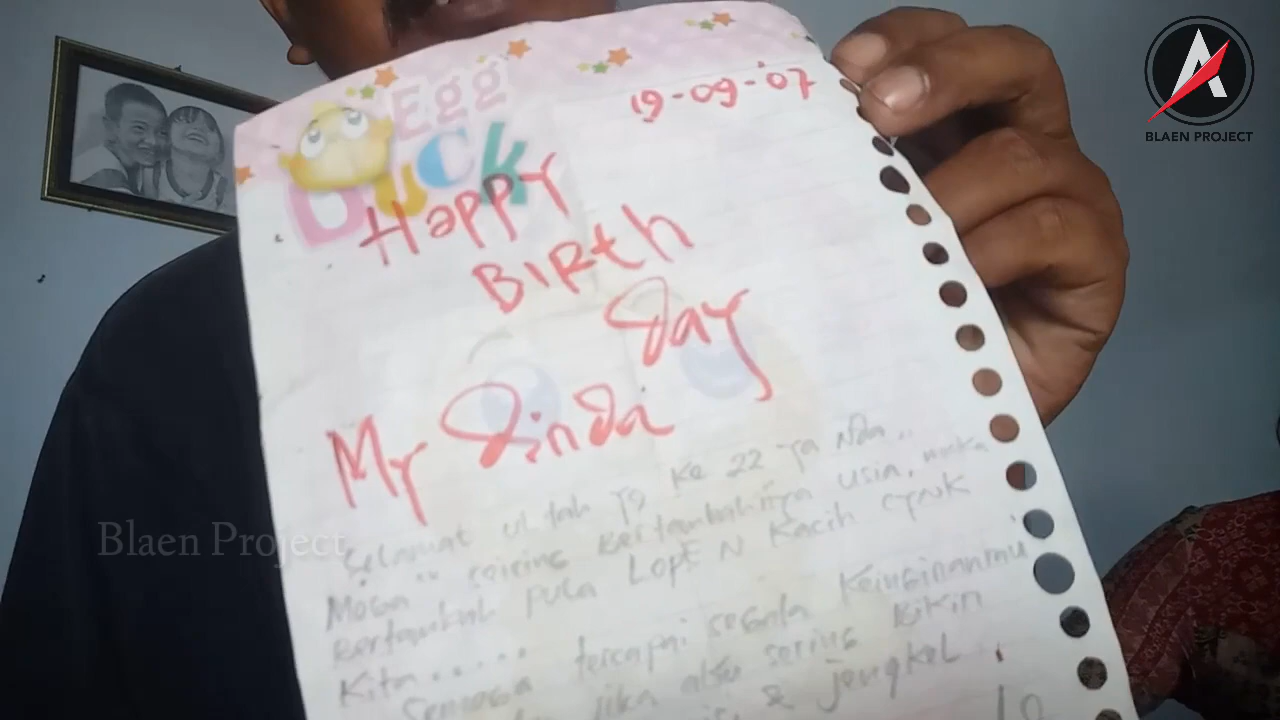 BLAEN PROJECT
Egg
Duck
19-09-'07
Happy
Birth
Day
My Dinda
Selamat ultah yg ke 22 ya Nda..
Moga.. seiring bertambahnya usia, maka
bertambah pula Lope N Kacih cynk
Kita......
Semoga tercapai segala Keinginanmu
jika aku sering bikin
& jengkel
Blaen Project